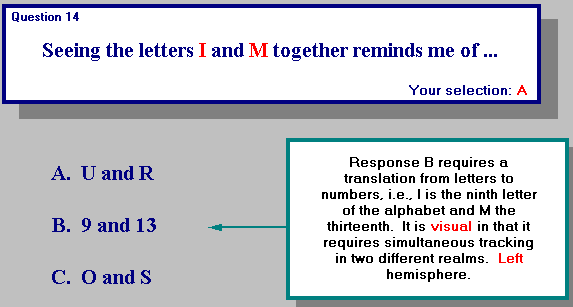 Question 14
Seeing the letters I and M together reminds me of ...
Your selection: A
A. U and R
B. 9 and 13
C. O and S
Response B requires a
translation from letters to
numbers, i.e., I is the ninth letter
of the alphabet and M the
thirteenth. It is visual in that it
requires simultaneous tracking
in two different realms. Left
hemisphere.